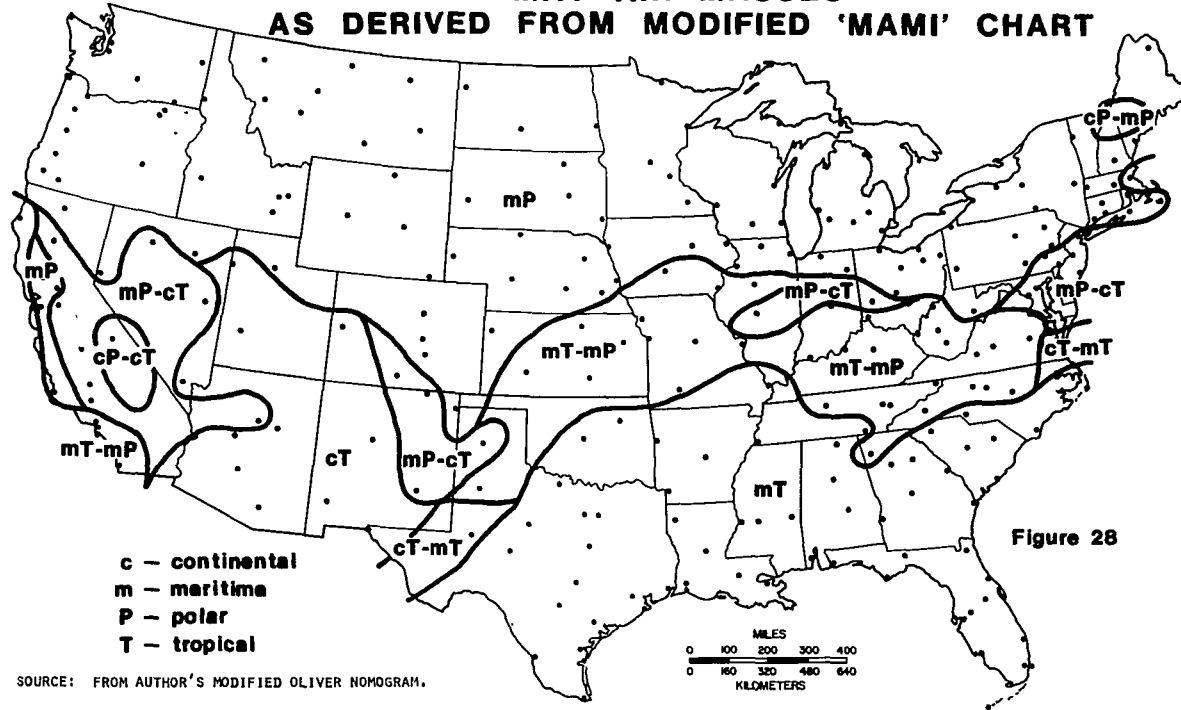 AS DERIVED FROM MODIFIED 'MAMI' CHART
cP-mP
mP
mP
mP-cT
mP-cT
mP-cT
cP-cT
mT-mP
cT-mT
mT-mP
mT-mP
cT
mP-cT
mT
cT-mT
Figure 28
c – continental
m – maritima
P – polar
T – tropical
MILES
0 100 200 300 400
0 160 320 480 640
KILOMETERS
SOURCE: FROM AUTHOR'S MODIFIED OLIVER NOMOGRAM.